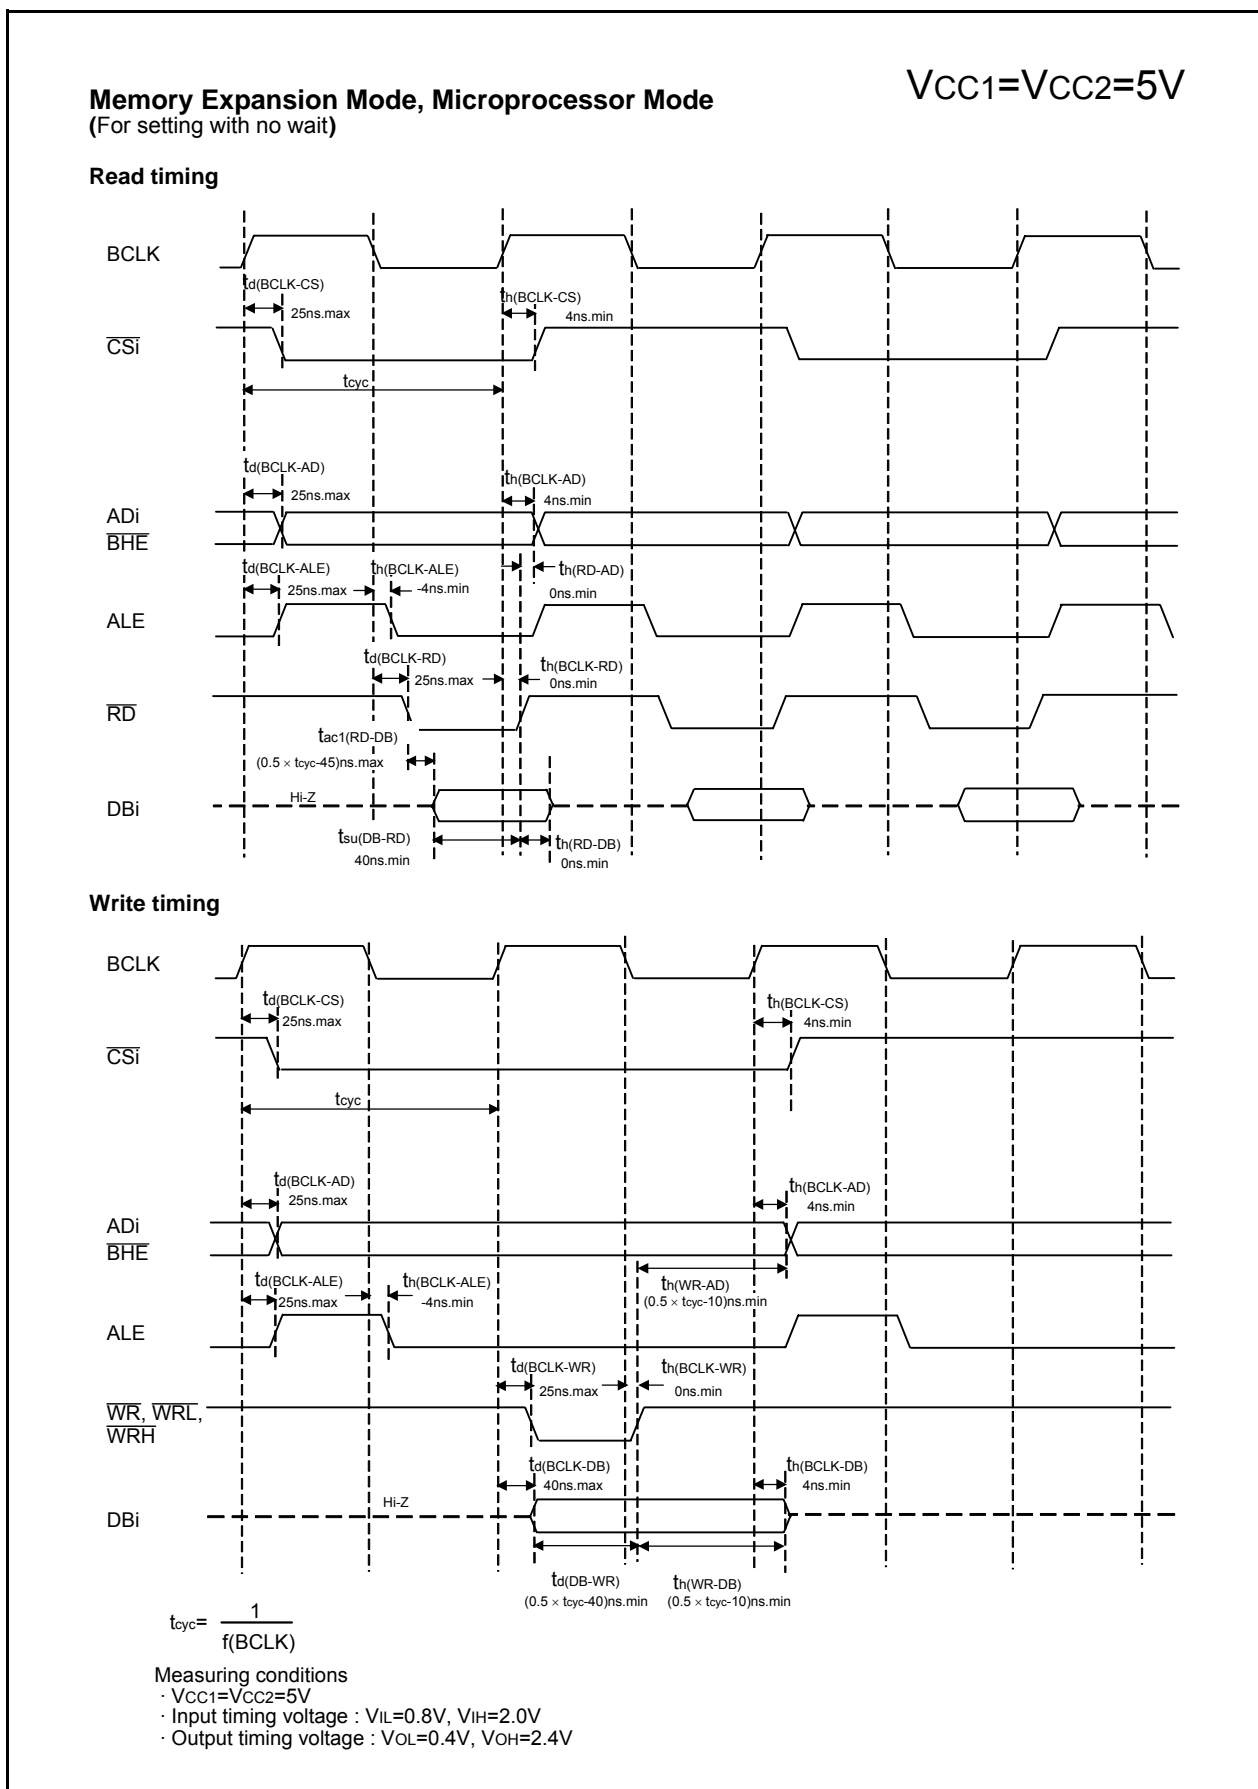 VCC1=VCC2=5V
Memory Expansion Mode, Microprocessor Mode
(For setting with no wait)
Read timing
BCLK
td(BCLK-CS)
25ns.max
th(BCLK-CS)
4ns.min
CSi
tcyc
td(BCLK-AD)
25ns.max
th(BCLK-AD)
4ns.min
ADi
BHE
td(BCLK-ALE)
25ns.max
th(BCLK-ALE)
-4ns.min
th(RD-AD)
0ns.min
ALE
td(BCLK-RD)
25ns.max
th(BCLK-RD)
0ns.min
RD
tac1(RD-DB)
(0.5 × tcyc-45)ns.max
Hi-Z
DBi
tsu(DB-RD)
40ns.min
th(RD-DB)
0ns.min
Write timing
BCLK
td(BCLK-CS)
25ns.max
th(BCLK-CS)
4ns.min
CSi
tcyc
td(BCLK-AD)
25ns.max
th(BCLK-AD)
4ns.min
ADi
BHE
td(BCLK-ALE)
25ns.max
th(BCLK-ALE)
-4ns.min
th(WR-AD)
(0.5 × tcyc-10)ns.min
ALE
td(BCLK-WR)
25ns.max
th(BCLK-WR)
0ns.min
WR, WRL,
WRH
td(BCLK-DB)
40ns.max
th(BCLK-DB)
4ns.min
Hi-Z
DBi
td(DB-WR)
(0.5 × tcyc-40)ns.min
th(WR-DB)
(0.5 × tcyc-10)ns.min
tcyc= 1
f(BCLK)
Measuring conditions
· VCC1=VCC2=5V
· Input timing voltage : VIL=0.8V, VIH=2.0V
· Output timing voltage : VOL=0.4V, VOH=2.4V